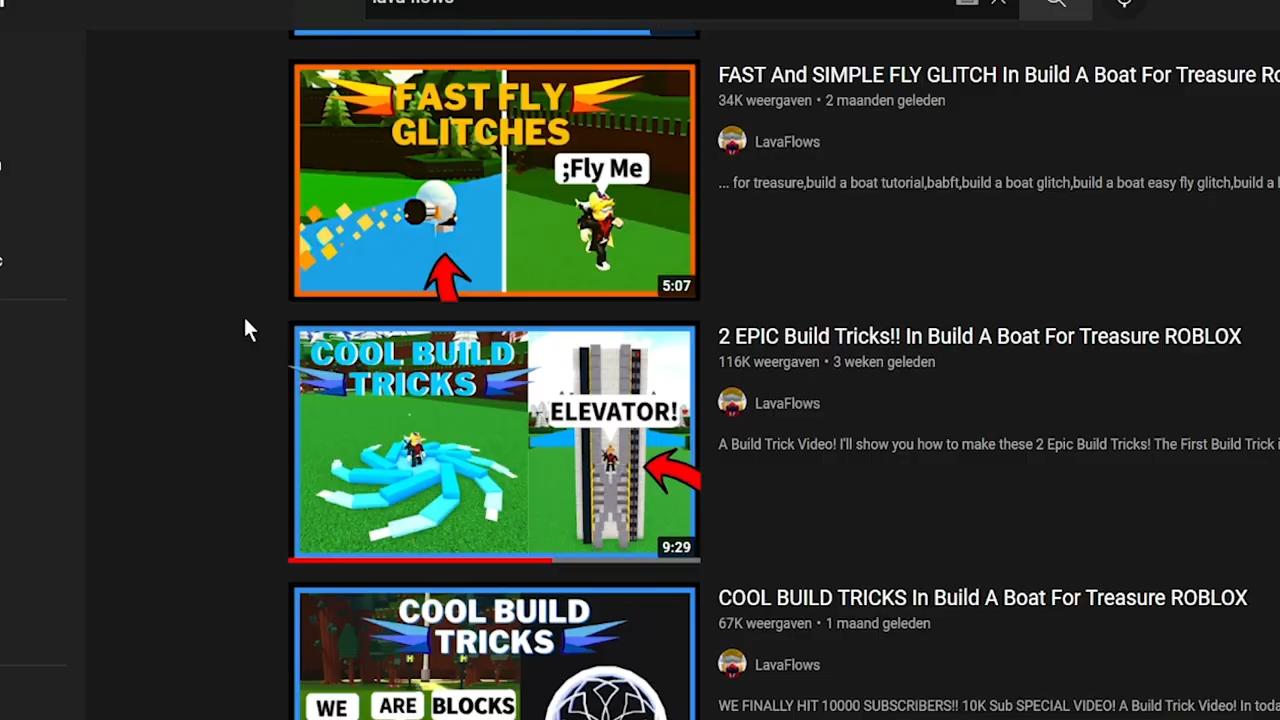 lava flows
FAST FLY
GLITCHES
;Fly Me
5:07
FAST And SIMPLE FLY GLITCH In Build A Boat For Treasure Ro
34K weergaven • 2 maanden geleden
LavaFlows
... for treasure,build a boat tutorial,babft,build a boat glitch,build a boat easy fly glitch,build a
COOL BUILD
TRICKS
ELEVATOR!
9:29
2 EPIC Build Tricks!! In Build A Boat For Treasure ROBLOX
116K weergaven • 3 weken geleden
LavaFlows
A Build Trick Video! I'll show you how to make these 2 Epic Build Tricks! The First Build Trick
COOL BUILD
TRICKS
WE ARE BLOCKS
COOL BUILD TRICKS In Build A Boat For Treasure ROBLOX
67K weergaven • 1 maand geleden
LavaFlows
WE FINALLY HIT 10000 SUBSCRIBERS!! 10K Sub SPECIAL VIDEO! A Build Trick Video! In toda